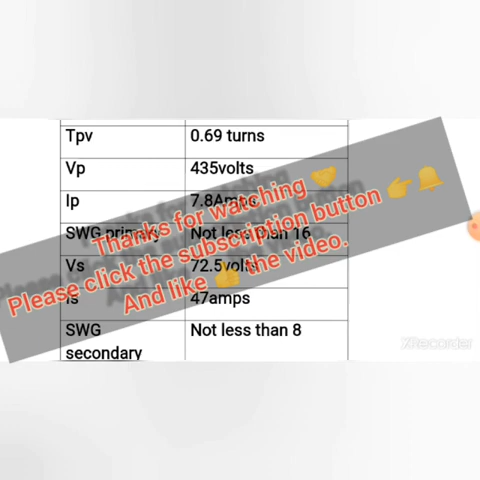 Tpv 0.69 turns
Vp 435volts
Ip 7.8Amps
SWG primary Not less than 16
Vs 72.5volts
Is 47amps
SWG Not less than 8
secondary
Thanks for watching 💛
Please click the subscription button 👉🔔
And like 👍 the video.
XRecorder